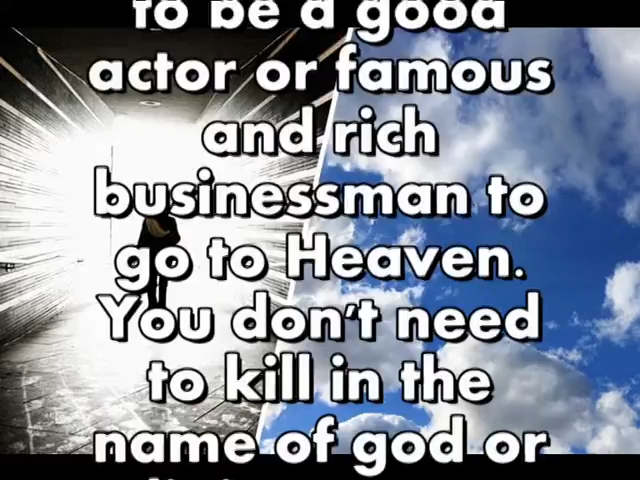 to be a good
actor or famous
and rich
businessman to
go to Heaven.
You don't need
to kill in the
name of god or